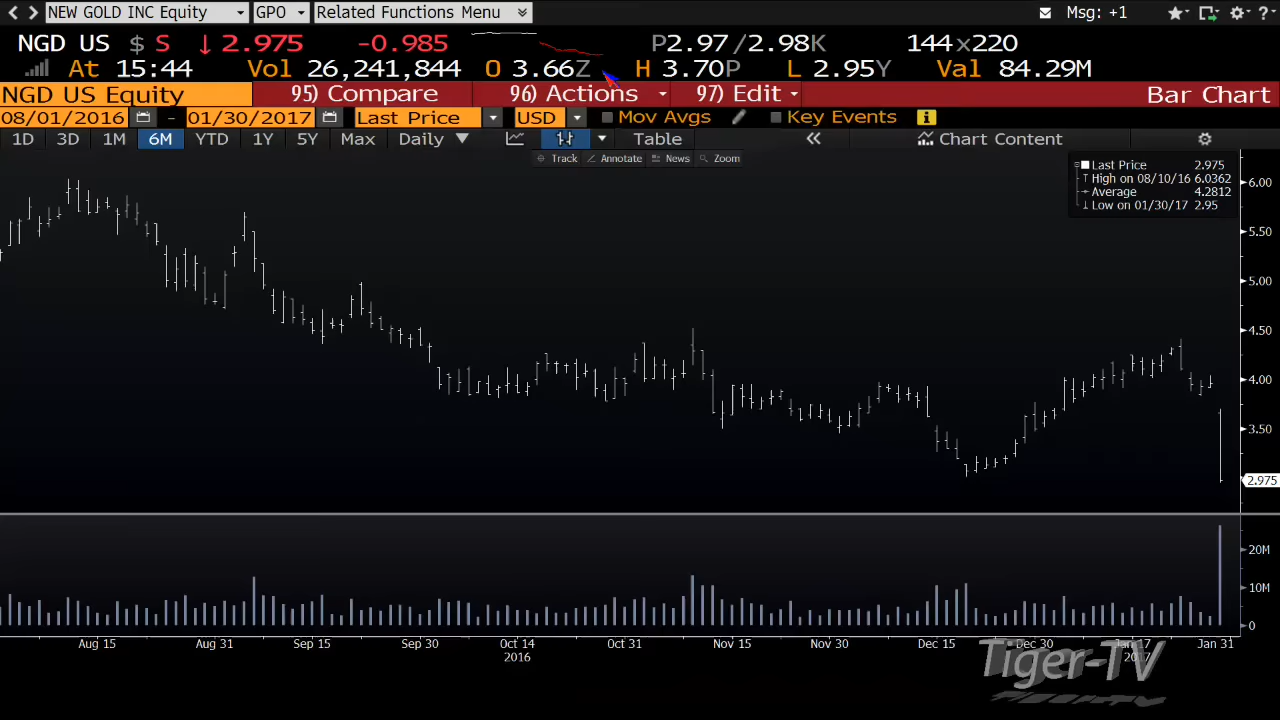 NEW GOLD INC Equity GPO Related Functions Menu Msg: +1 ?
NGD US $ S ↓ 2.975 -0.985 P2.97 /2.98K 144x220
At 15:44 Vol 26,241,844 O 3.66Z H 3.70P L 2.95Y Val 84.29M
NGD US Equity 95) Compare 96) Actions 97) Edit Bar Chart
08/01/2016 - 01/30/2017 Last Price USD Mov Avgs Key Events i
1D 3D 1M 6M YTD 1Y 5Y Max Daily ▼ Table « Chart Content
Track Annotate News Zoom
Last Price 2.975
High on 08/10/16 6.0362
Average 4.2812
Low on 01/30/17 2.95
6.00
5.50
5.00
4.50
4.00
3.50
2.975
20M
10M
0
Aug 15 Aug 31 Sep 15 Sep 30 Oct 14 Oct 31 Nov 15 Nov 30 Dec 15 Dec 30 Jan 17 Jan 31
2016 2017
Tiger-TV